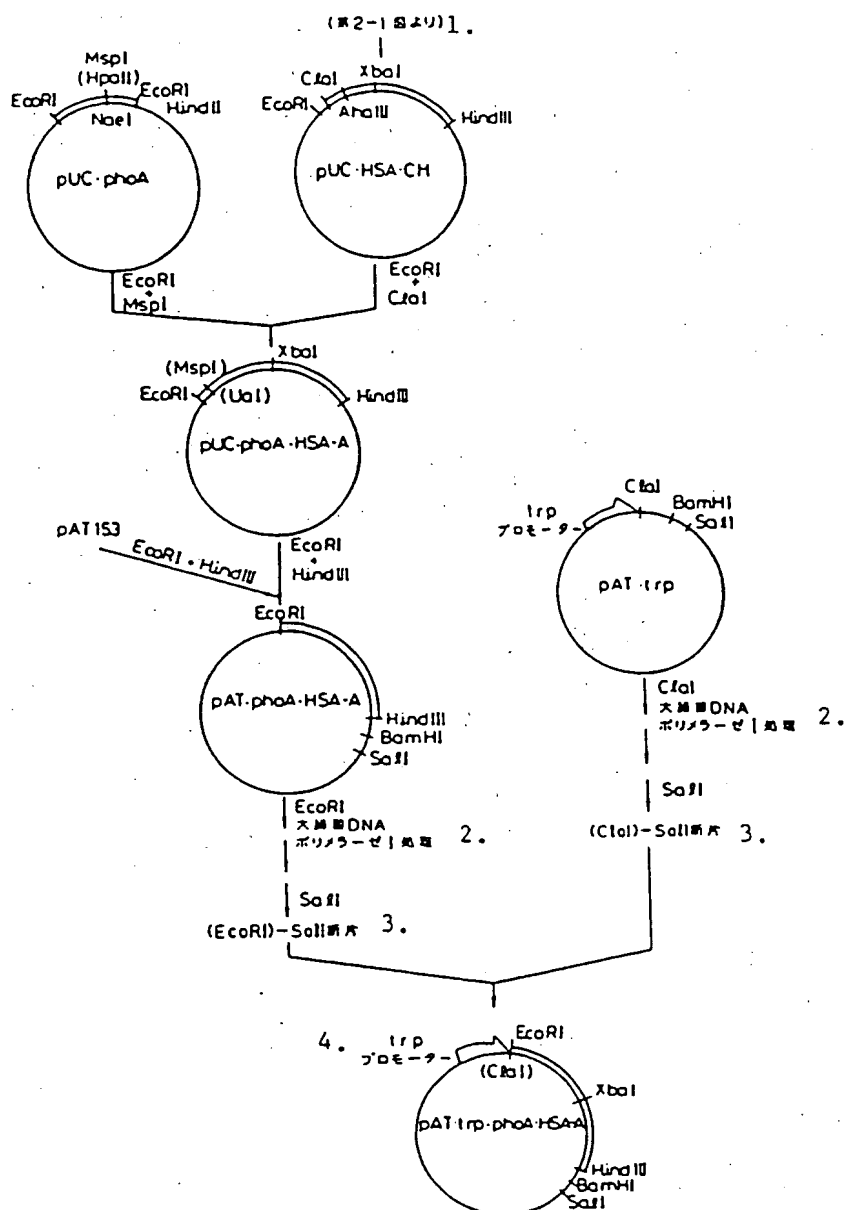 (第2-1図より) 1.
MspI
(HpaII)
EcoRI
EcoRI
HindII
NaeI
pUC·phoA
XbaI
ClaI
EcoRI
AhaIII
HindIII
pUC·HSA·CH
EcoRI
+
MspI
EcoRI
+
ClaI
XbaI
(MspI)
EcoRI
(UaI)
HindIII
pUC·phoA·HSA·A
pAT153
EcoRI + HindIII
EcoRI
+
HindIII
ClaI
BamHI
SalI
trp
プロモーター
pAT·trp
EcoRI
pAT·phoA·HSA·A
HindIII
BamHI
SalI
ClaI
大腸菌DNA
ポリメラーゼI処理 2.
SalI
(ClaI)-SalI断片 3.
EcoRI
大腸菌DNA
ポリメラーゼI処理 2.
SalI
(EcoRI)-SalI断片 3.
4. trp
プロモーター
EcoRI
(ClaI)
XbaI
pAT·trp·phoA·HSA·A
HindIII
BamHI
SalI